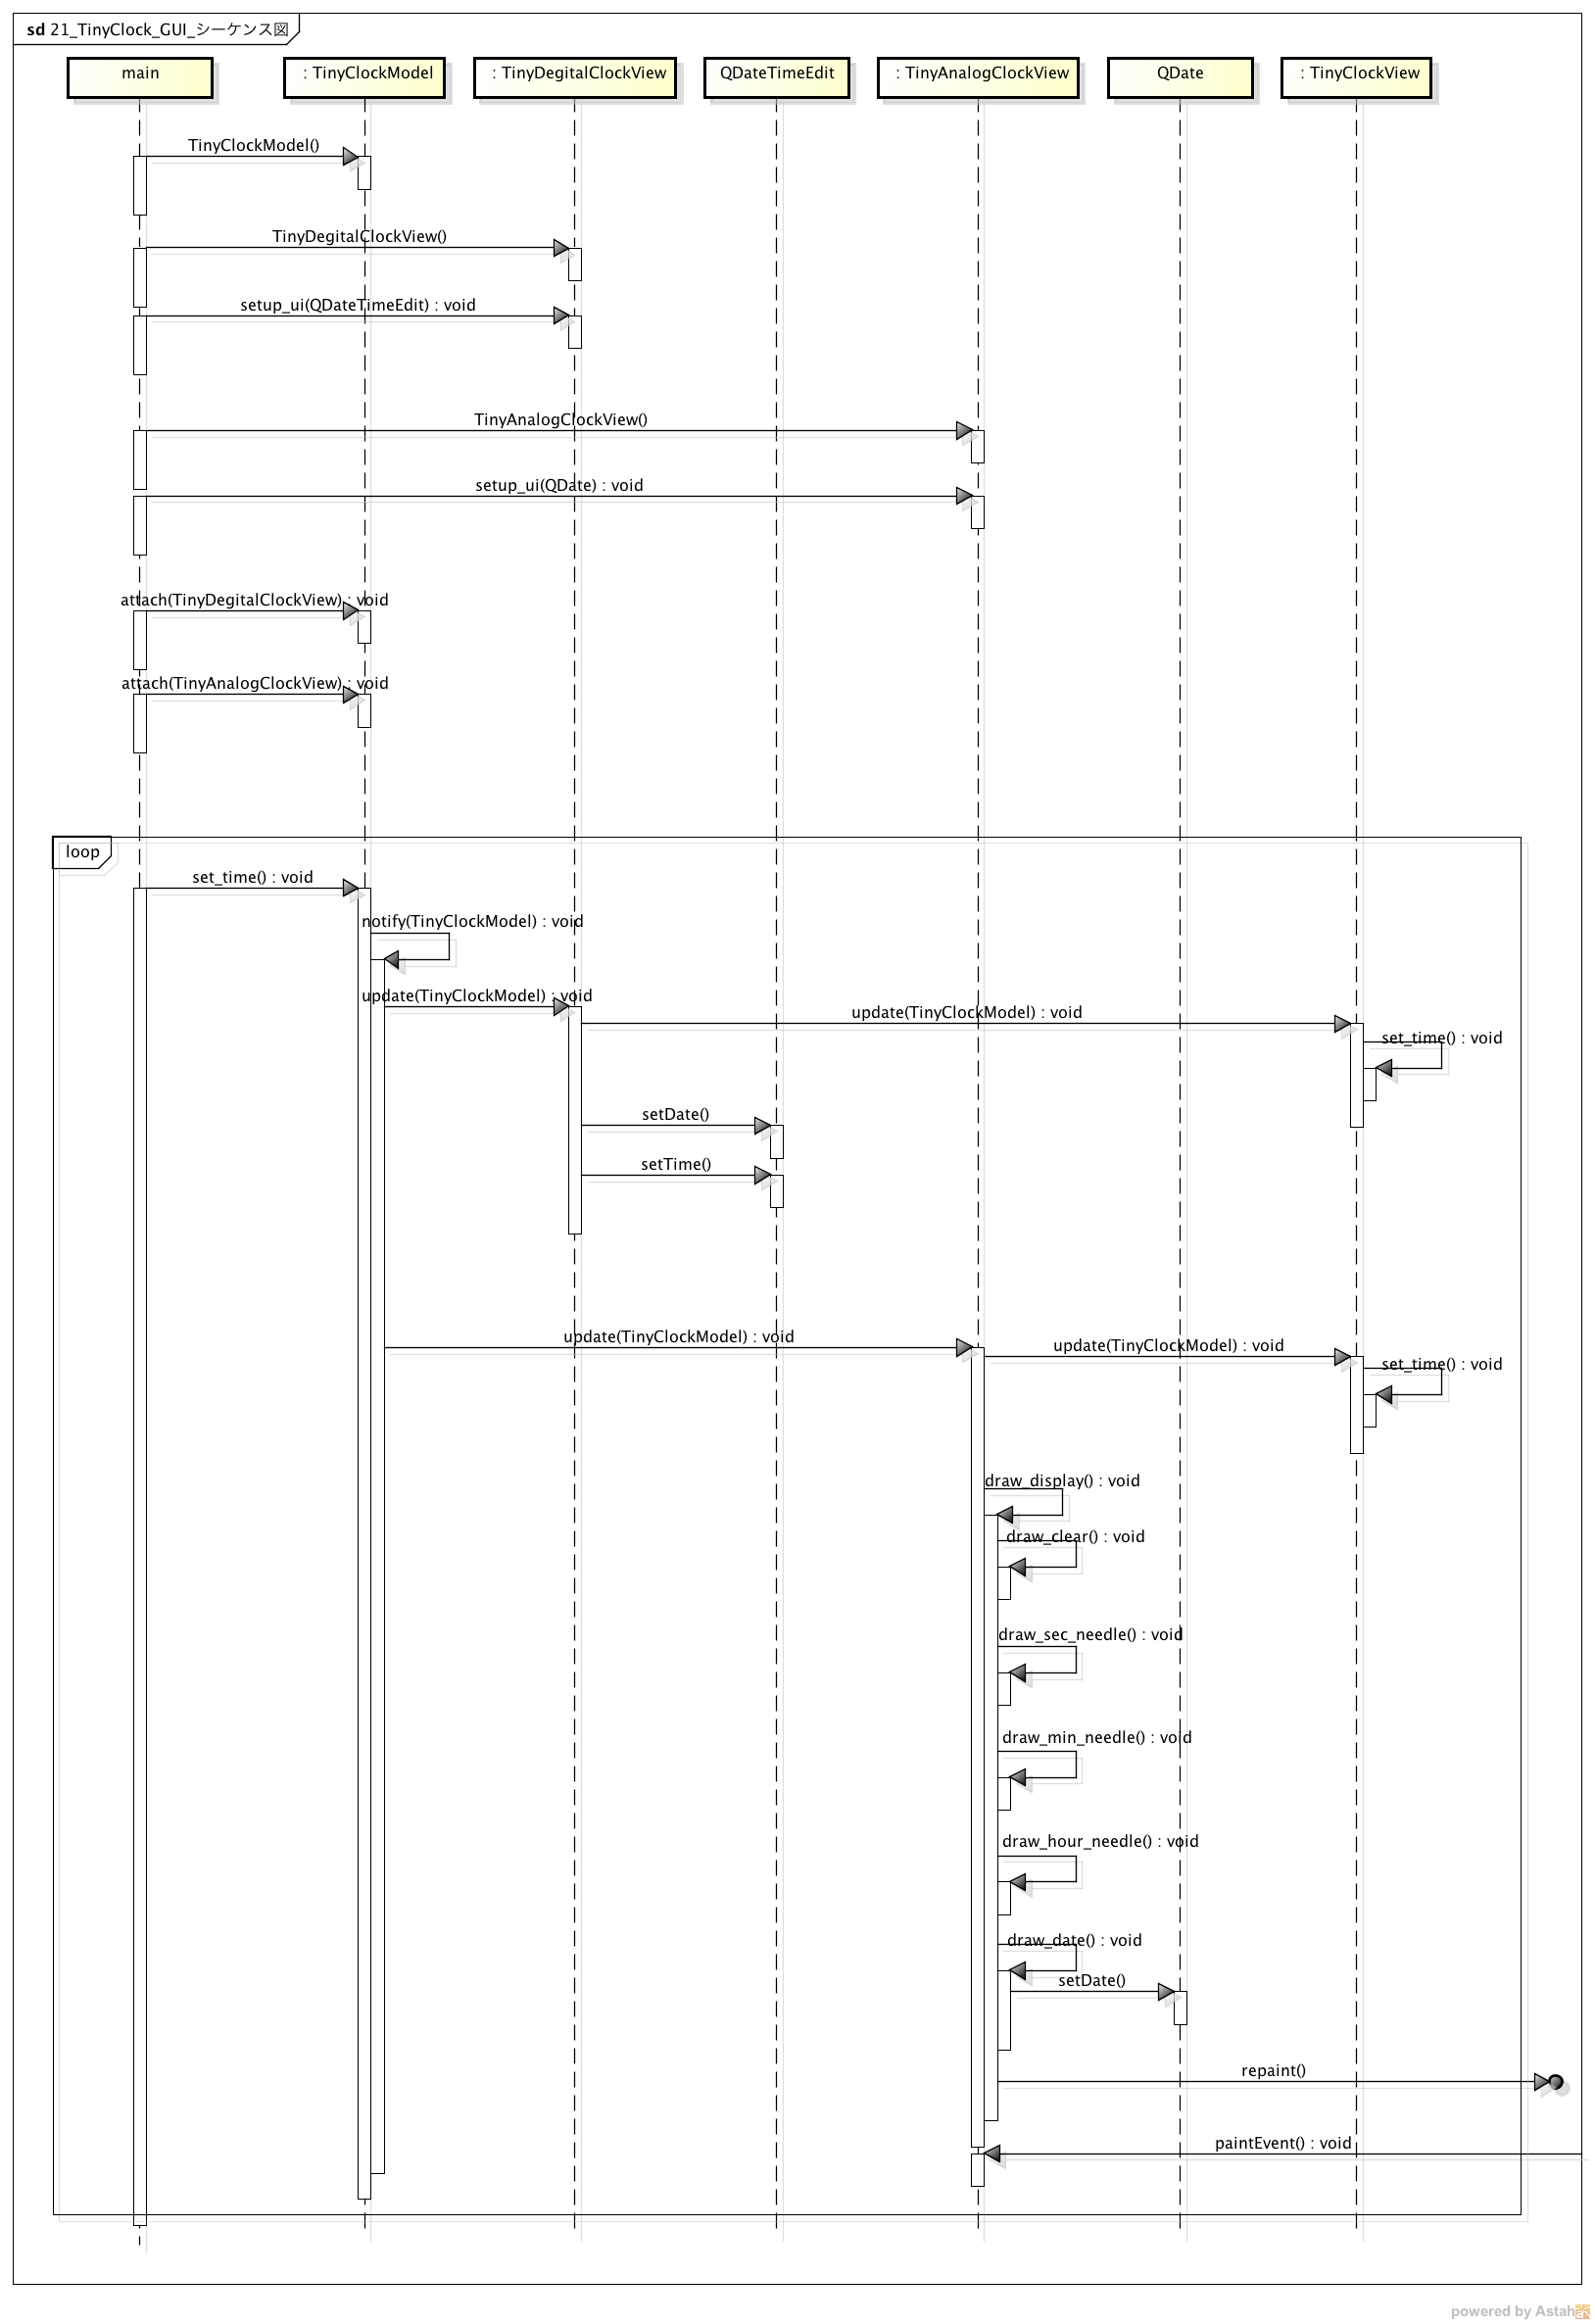 sd 21_TinyClock_GUI_シーケンス図
main
: TinyClockModel
: TinyDegitalClockView
QDateTimeEdit
: TinyAnalogClockView
QDate
: TinyClockView
TinyClockModel()
TinyDegitalClockView()
setup_ui(QDateTimeEdit) : void
TinyAnalogClockView()
setup_ui(QDate) : void
attach(TinyDegitalClockView) : void
attach(TinyAnalogClockView) : void
loop
set_time() : void
notify(TinyClockModel) : void
update(TinyClockModel) : void
update(TinyClockModel) : void
set_time() : void
setDate()
setTime()
update(TinyClockModel) : void
update(TinyClockModel) : void
set_time() : void
draw_display() : void
draw_clear() : void
draw_sec_needle() : void
draw_min_needle() : void
draw_hour_needle() : void
draw_date() : void
setDate()
repaint()
paintEvent() : void
powered by Astah